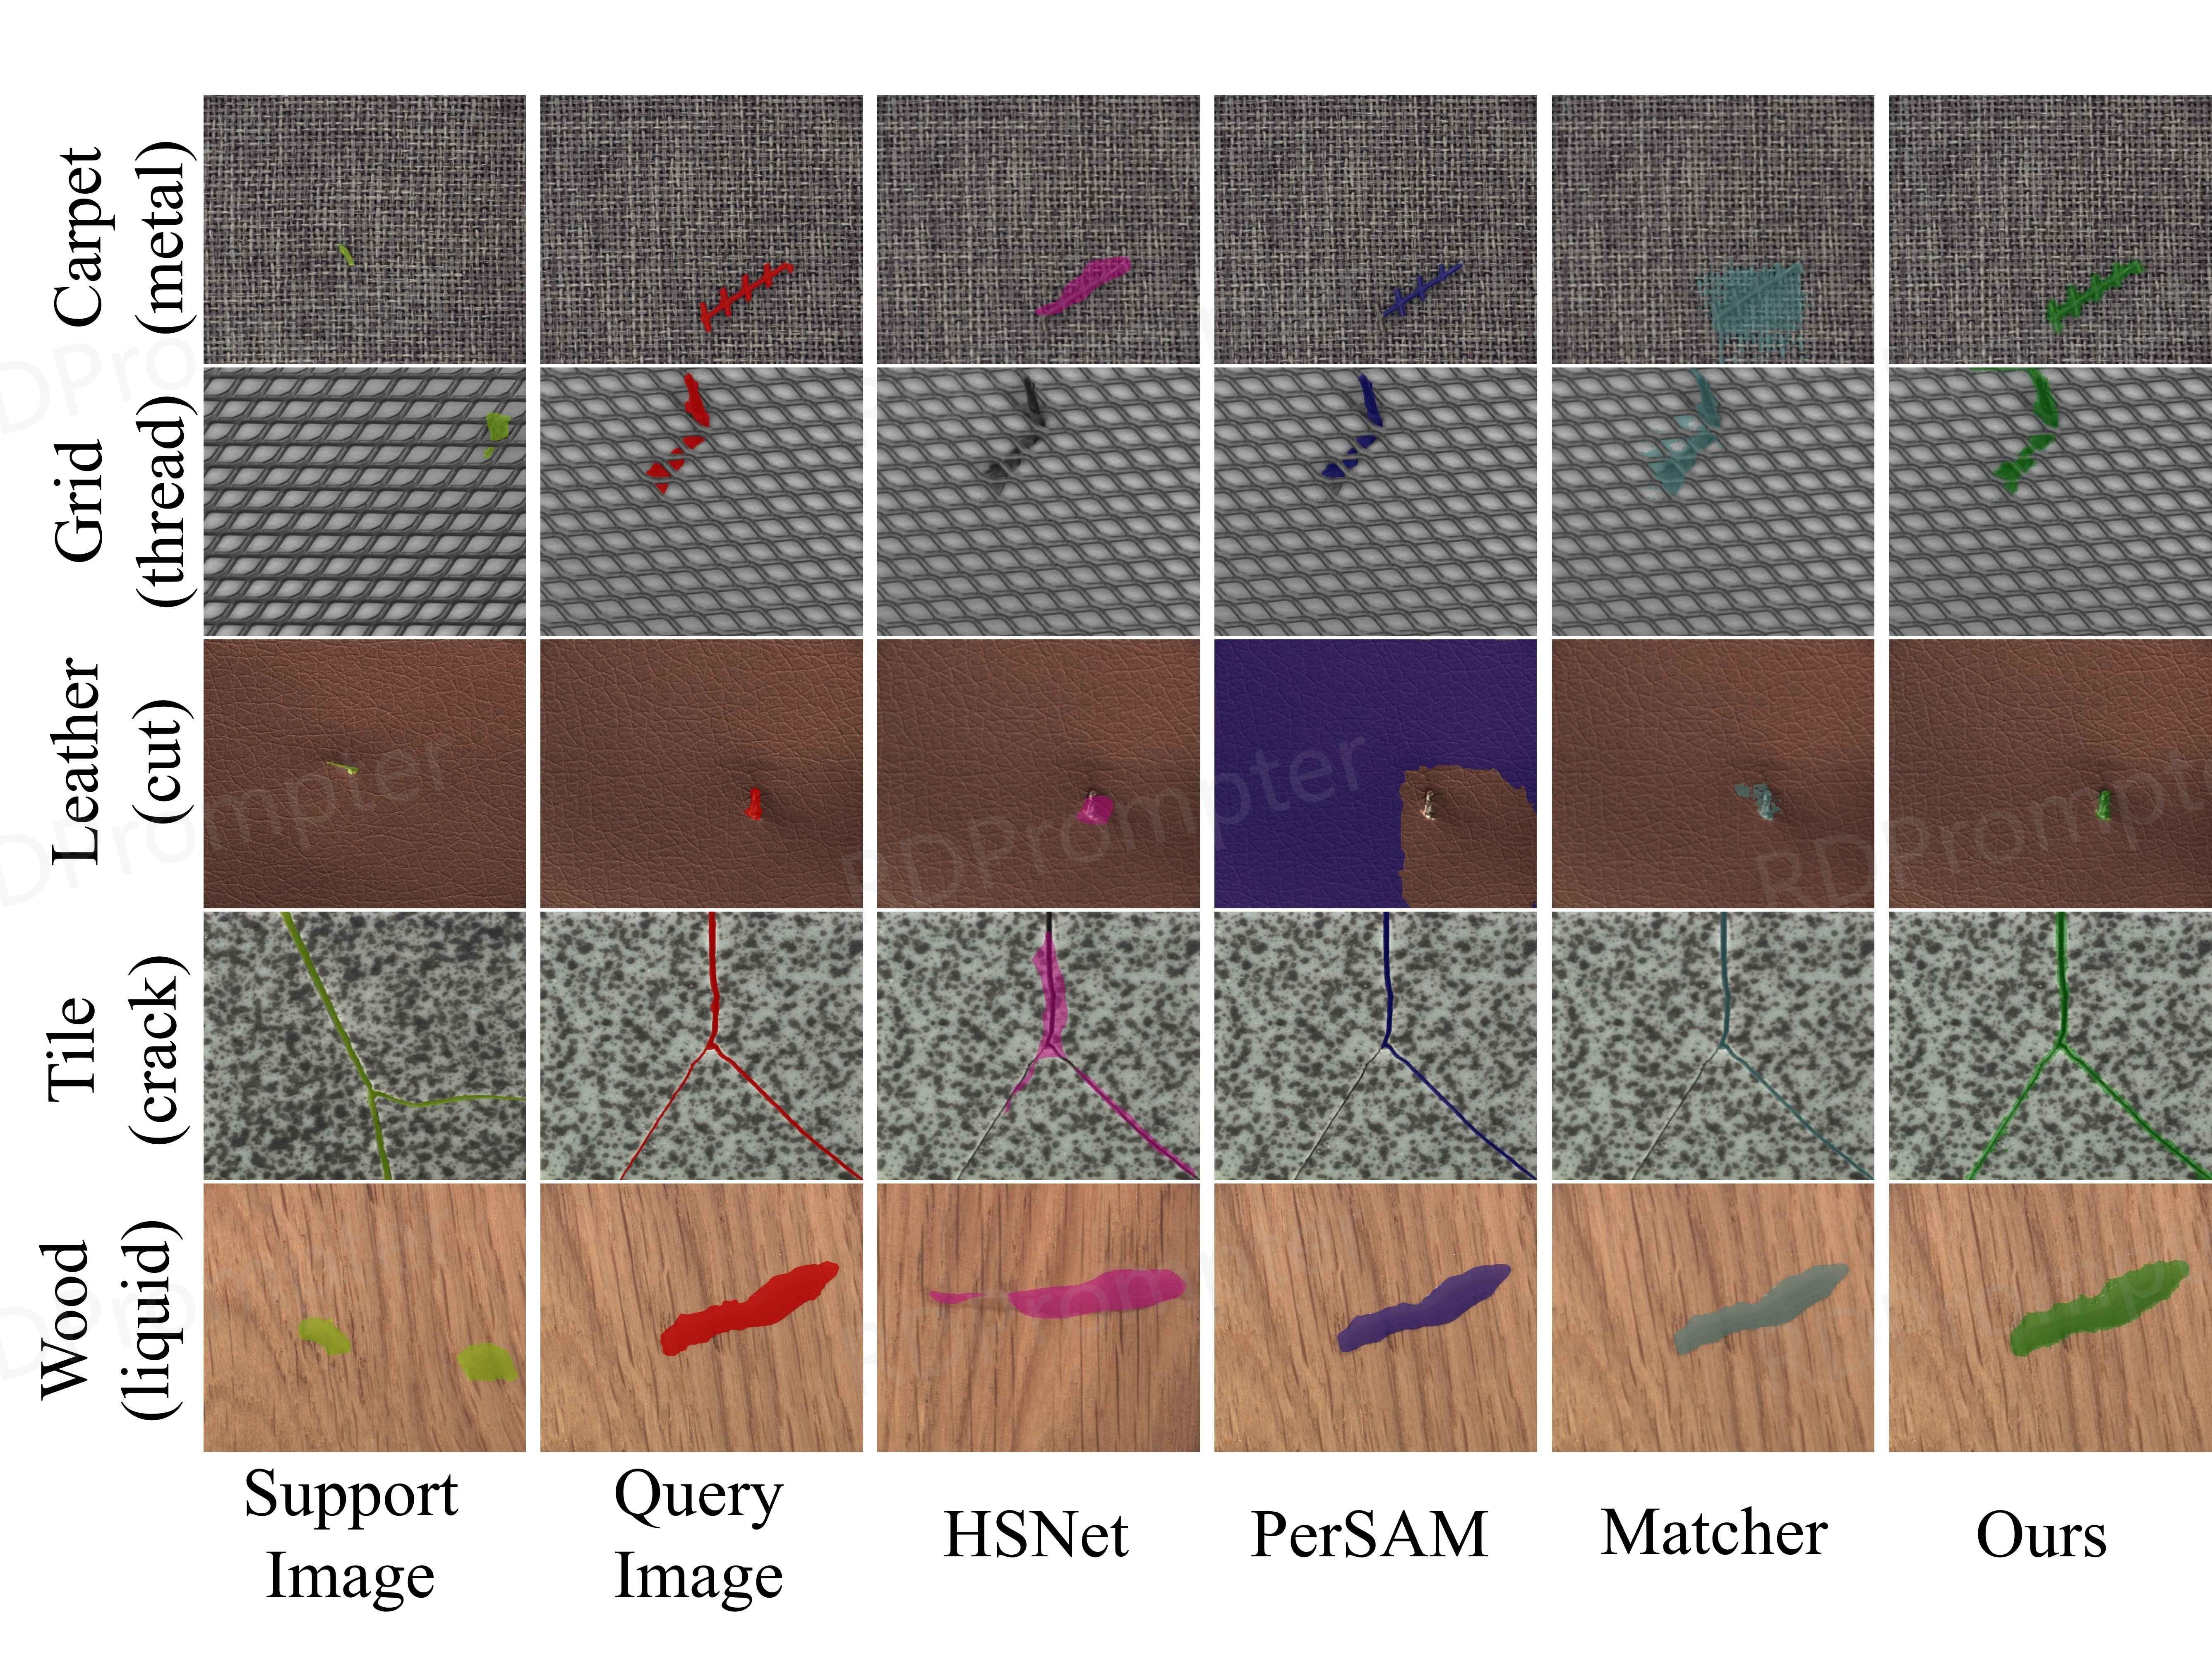 Carpet
(metal)
Grid
(thread)
Leather
(cut)
Tile
(crack)
Wood
(liquid)
Support
Image
Query
Image
HSNet
PerSAM
Matcher
Ours
RDPrompter